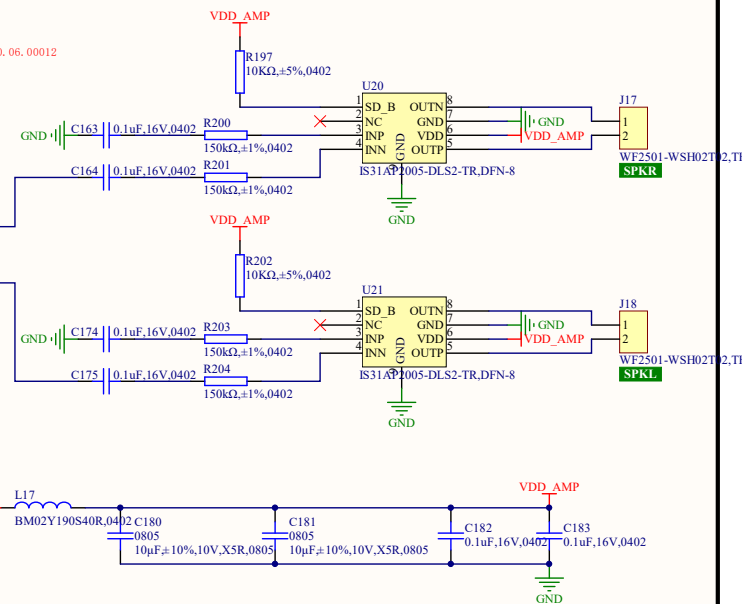 VDD_AMP
0.06.00012
R197
10KΩ,±5%,0402
U20
1 SD_B OUTN 8
2 NC GND 7
3 INP VDD 6
4 INN OUTP 5
GND
9
J17
1
2
GND
VDD_AMP
GND
C163 0.1uF,16V,0402
R200
150kΩ,±1%,0402
C164 0.1uF,16V,0402
R201
150kΩ,±1%,0402
IS31AP2005-DLS2-TR,DFN-8
WF2501-WSH02T02,TR
SPKR
GND
VDD_AMP
R202
10KΩ,±5%,0402
U21
1 SD_B OUTN 8
2 NC GND 7
3 INP VDD 6
4 INN OUTP 5
GND
9
J18
1
2
GND
VDD_AMP
GND
C174 0.1uF,16V,0402
R203
150kΩ,±1%,0402
C175 0.1uF,16V,0402
R204
150kΩ,±1%,0402
IS31AP2005-DLS2-TR,DFN-8
WF2501-WSH02T02,TR
SPKL
GND
VDD_AMP
L17
BM02Y190S40R,0402
C180
0805
10μF,±10%,10V,X5R,0805
C181
0805
10μF,±10%,10V,X5R,0805
C182
0.1uF,16V,0402
C183
0.1uF,16V,0402
GND